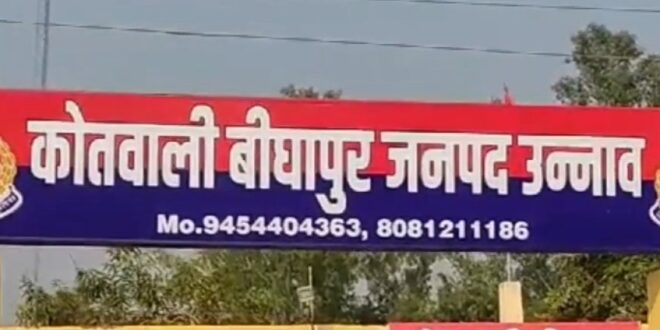 कोतवाली बीघापुर जनपद उन्नाव
Mo.9454404363, 8081211186